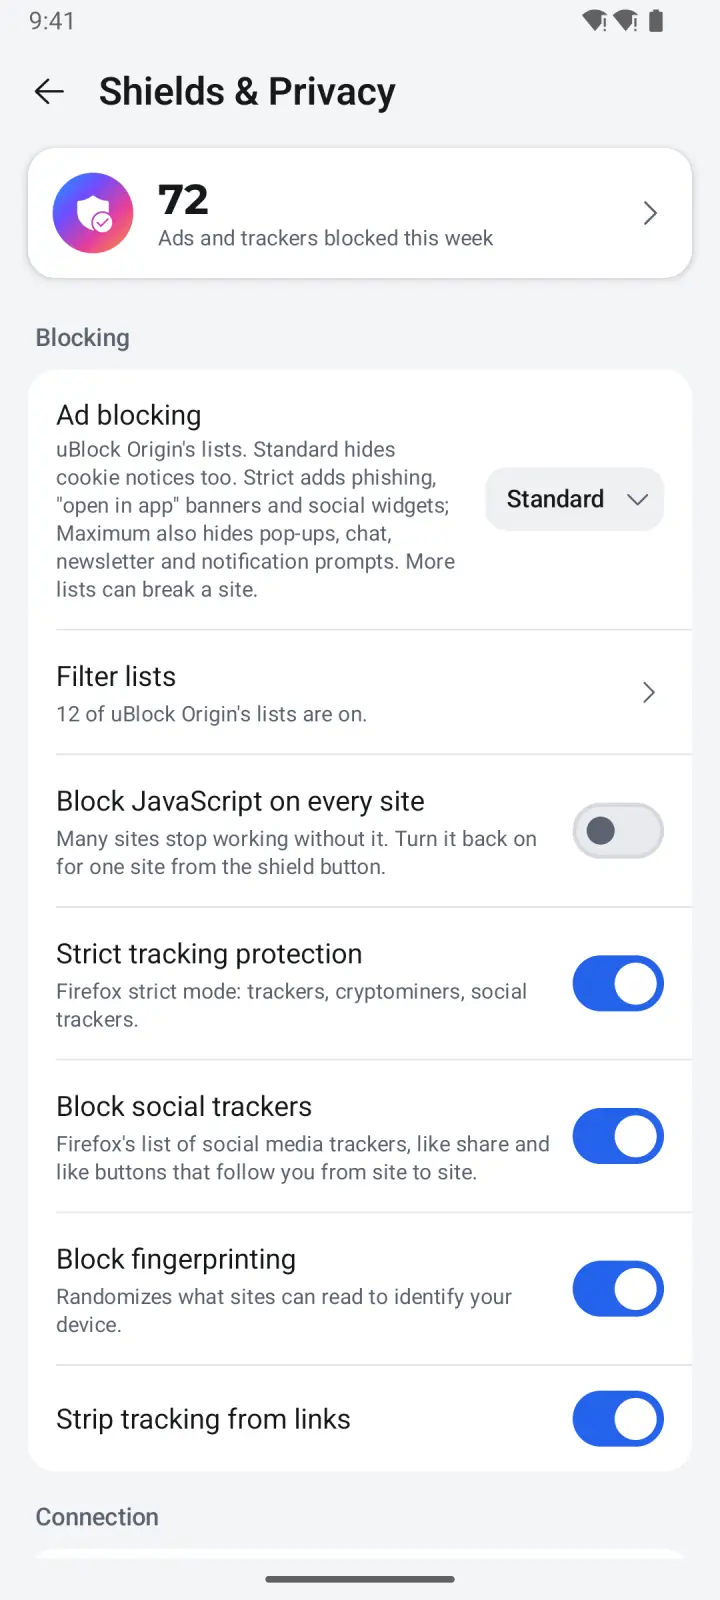 9:41
Shields & Privacy
72
Ads and trackers blocked this week
Blocking
Ad blocking
uBlock Origin's lists. Standard hides
cookie notices too. Strict adds phishing,
"open in app" banners and social widgets;
Maximum also hides pop-ups, chat,
newsletter and notification prompts. More
lists can break a site.
Standard
Filter lists
12 of uBlock Origin's lists are on.
Block JavaScript on every site
Many sites stop working without it. Turn it back on
for one site from the shield button.
Strict tracking protection
Firefox strict mode: trackers, cryptominers, social
trackers.
Block social trackers
Firefox's list of social media trackers, like share and
like buttons that follow you from site to site.
Block fingerprinting
Randomizes what sites can read to identify your
device.
Strip tracking from links
Connection